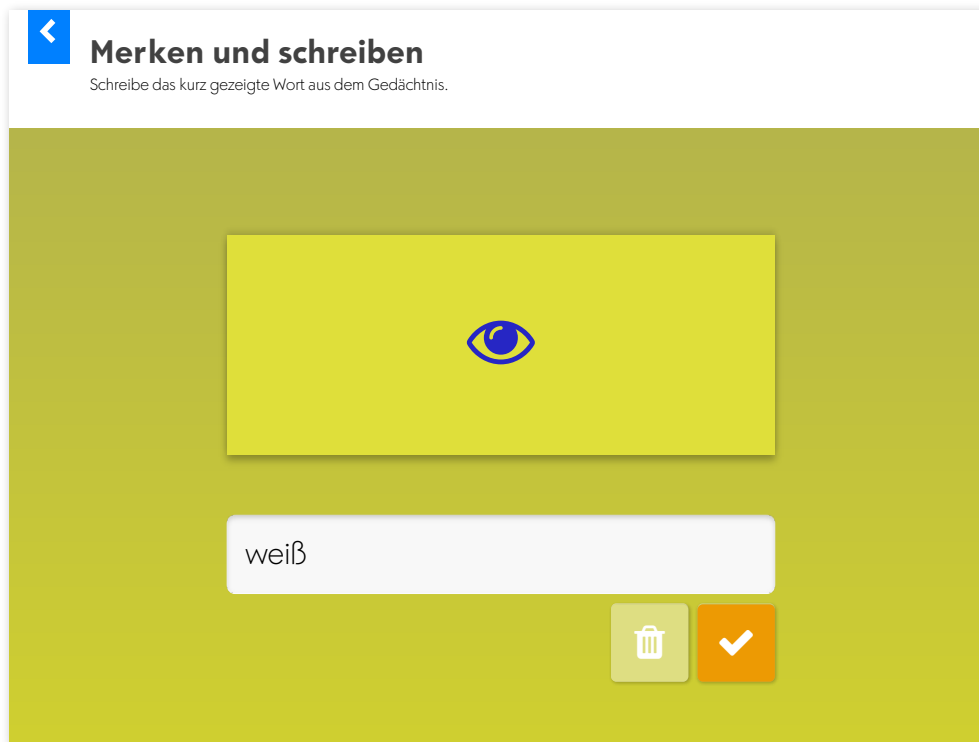 Merken und schreiben
Schreibe das kurz gezeigte Wort aus dem Gedächtnis.
weiß